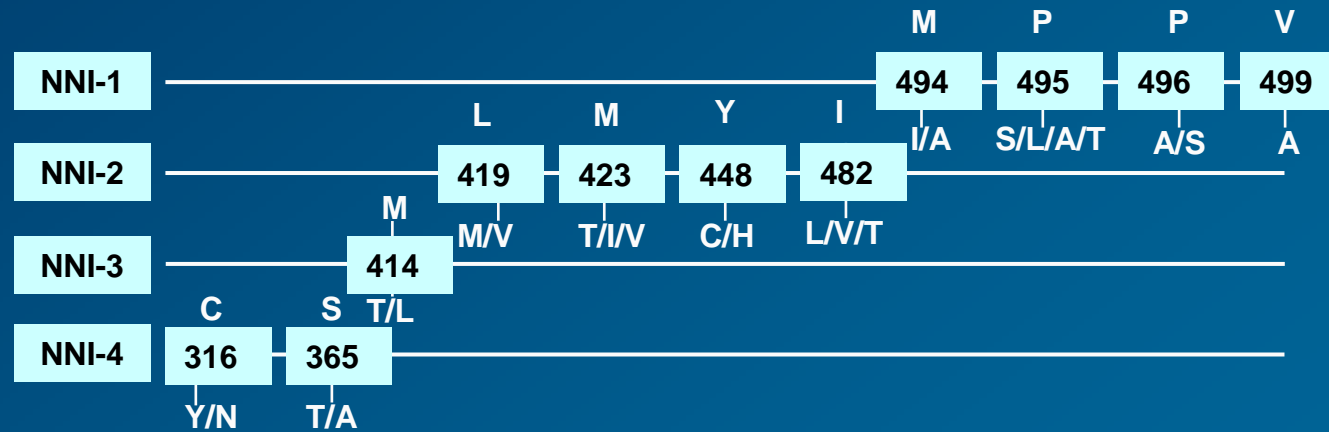 M P P V
NNI-1 494 495 496 499
I/A S/L/A/T A/S A
L M Y I
NNI-2 419 423 448 482
M/V T/I/V C/H L/V/T
M
NNI-3 414
T/L
C S
NNI-4 316 365
Y/N T/A